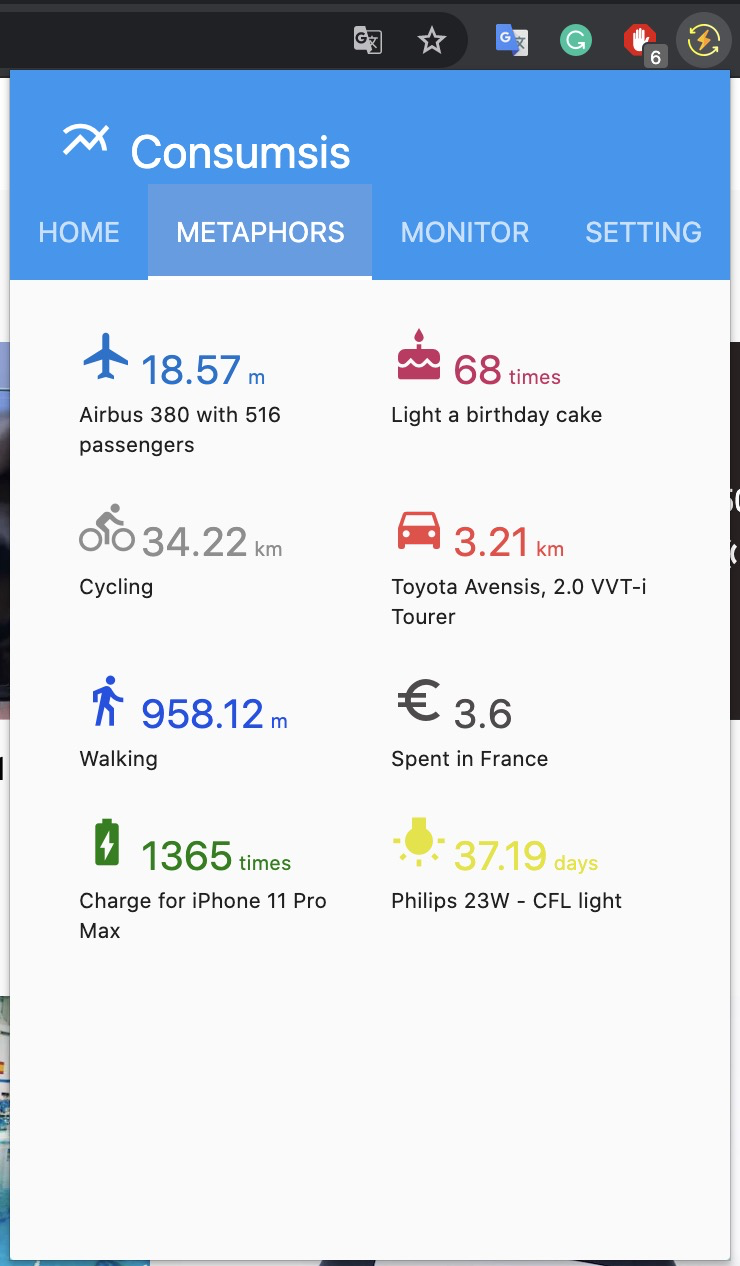 6
Consumsis
HOME METAPHORS MONITOR SETTING
18.57 m
Airbus 380 with 516
passengers
68 times
Light a birthday cake
34.22 km
Cycling
3.21 km
Toyota Avensis, 2.0 VVT-i
Tourer
958.12 m
Walking
€ 3.6
Spent in France
1365 times
Charge for iPhone 11 Pro
Max
37.19 days
Philips 23W - CFL light